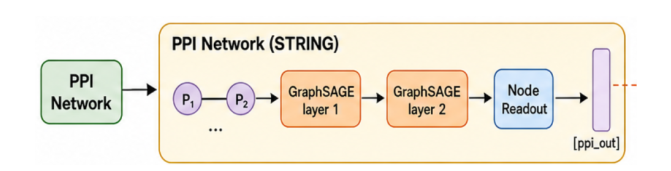 PPI Network (STRING)
PPI
Network
P₁
P₂
...
GraphSAGE
layer 1
GraphSAGE
layer 2
Node
Readout
[ppi_out]